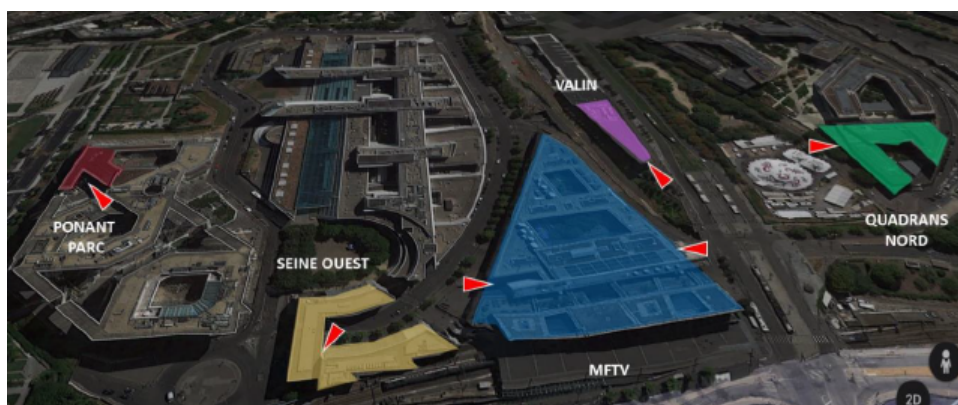 VALIN
PONANT
PARC
SEINE OUEST
QUADRANS
NORD
MFTV
2D